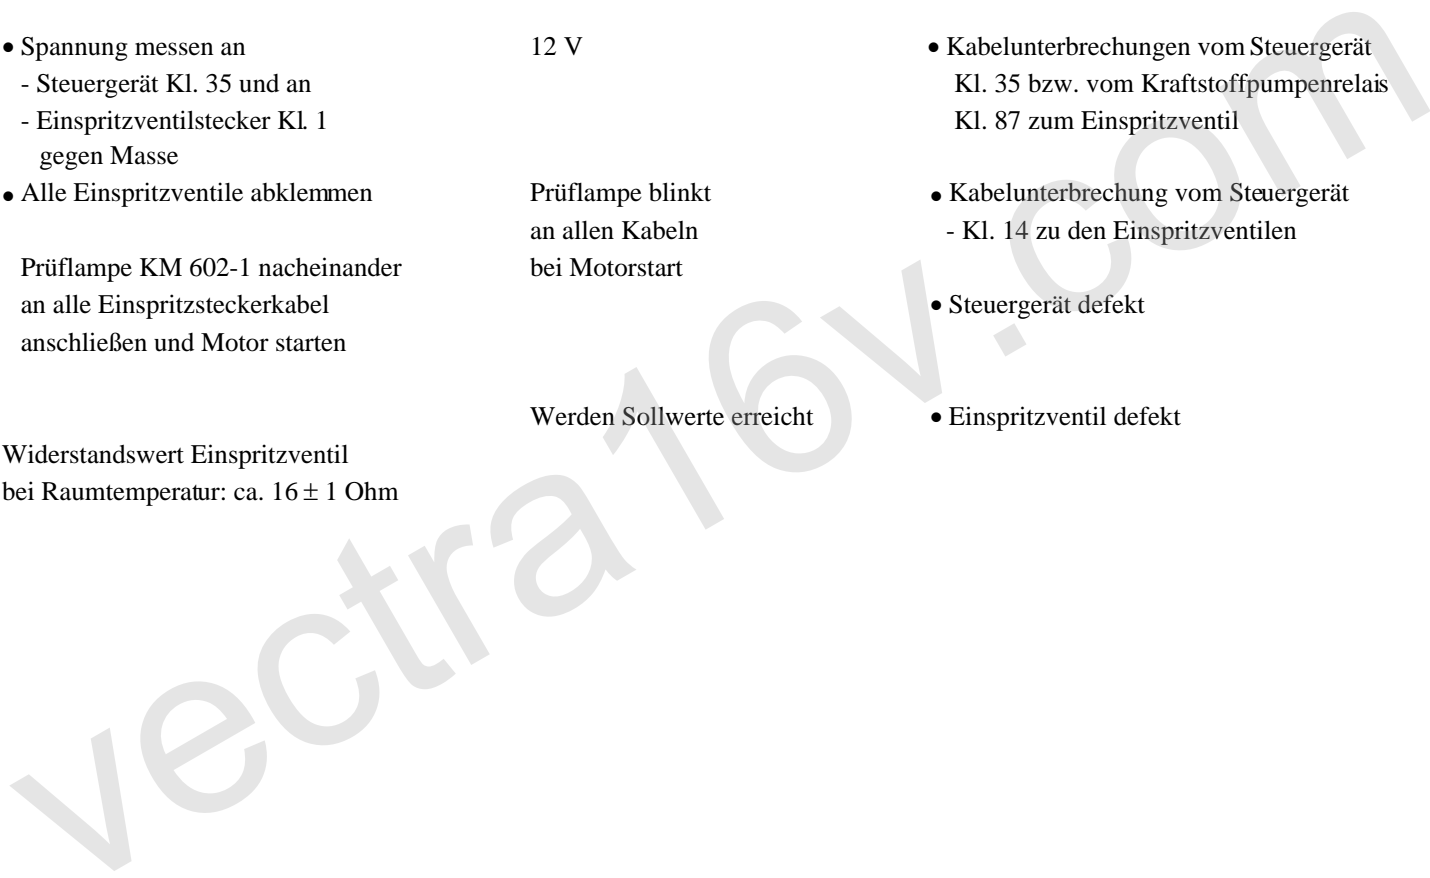 • Spannung messen an 12 V • Kabelunterbrechungen vom Steuergerät
- Steuergerät Kl. 35 und an Kl. 35 bzw. vom Kraftstoffpumpenrelais
- Einspritzventilstecker Kl. 1 Kl. 87 zum Einspritzventil
gegen Masse
• Alle Einspritzventile abklemmen Prüflampe blinkt • Kabelunterbrechung vom Steuergerät
an allen Kabeln - Kl. 14 zu den Einspritzventilen
Prüflampe KM 602-1 nacheinander bei Motorstart
an alle Einspritzsteckerkabel • Steuergerät defekt
anschließen und Motor starten
Werden Sollwerte erreicht • Einspritzventil defekt
Widerstandswert Einspritzventil
bei Raumtemperatur: ca. 16 ± 1 Ohm
vectra16v.com